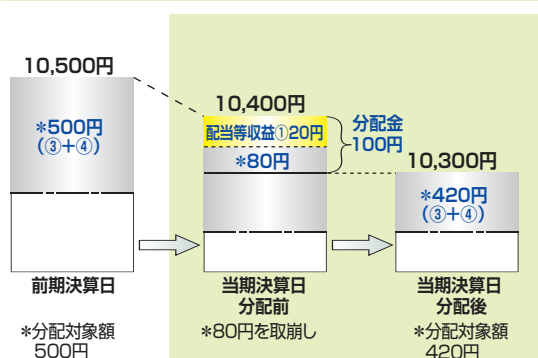 10,500円
*500円
(③+④)
前期決算日
*分配対象額
500円
10,400円
配当等収益①20円
*80円
分配金
100円
当期決算日
分配前
*80円を取崩し
10,300円
*420円
(③+④)
当期決算日
分配後
*分配対象額
420円